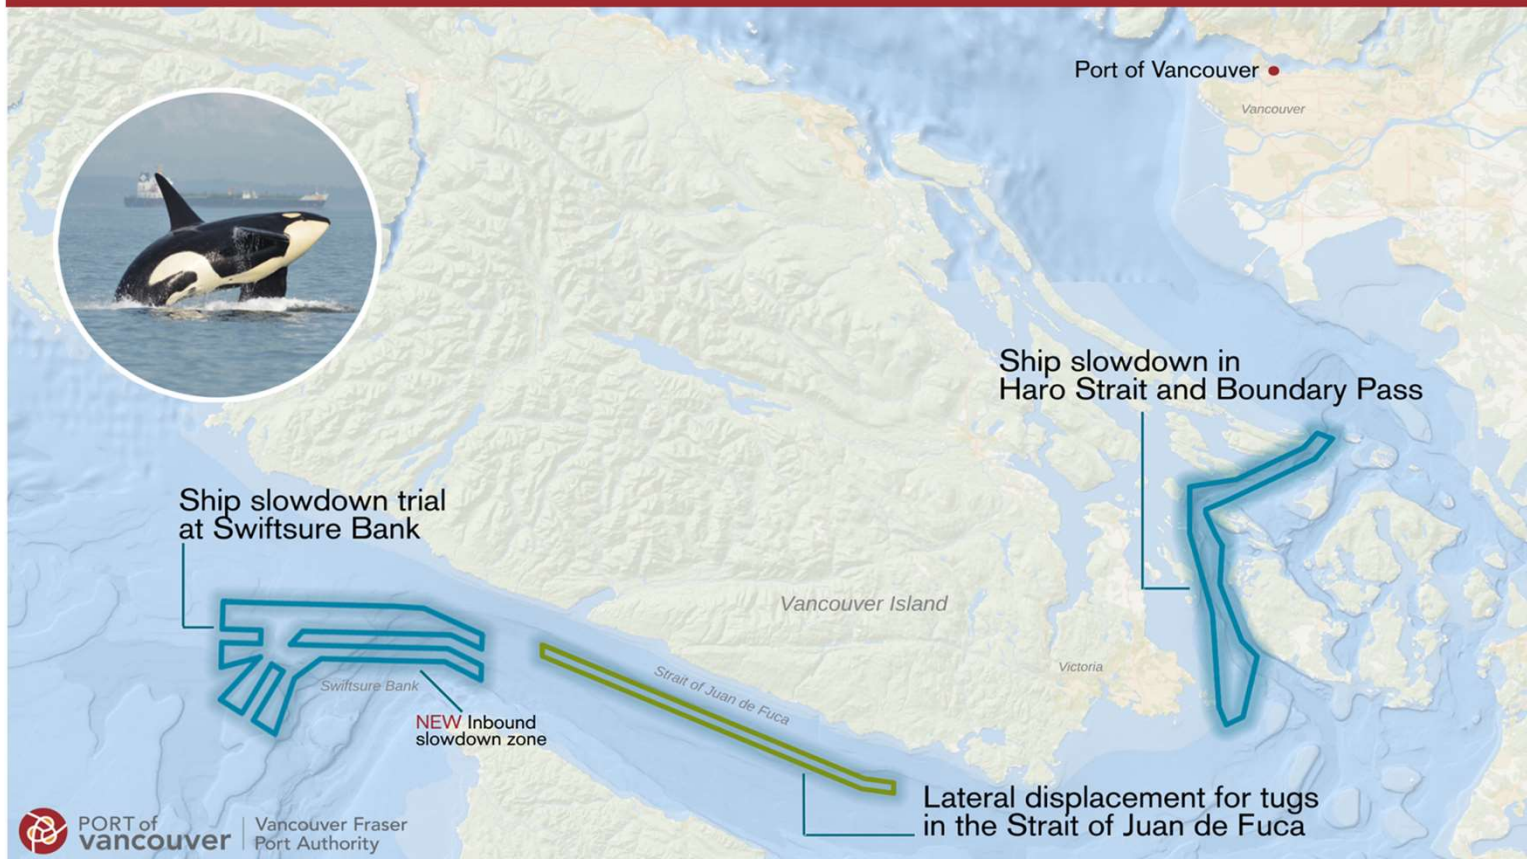 Port of Vancouver
Vancouver
Ship slowdown in
Haro Strait and Boundary Pass
Ship slowdown trial
at Swiftsure Bank
Vancouver Island
Victoria
Strait of Juan de Fuca
Swiftsure Bank
NEW Inbound
slowdown zone
Lateral displacement for tugs
in the Strait of Juan de Fuca
PORT of
vancouver
Vancouver Fraser
Port Authority